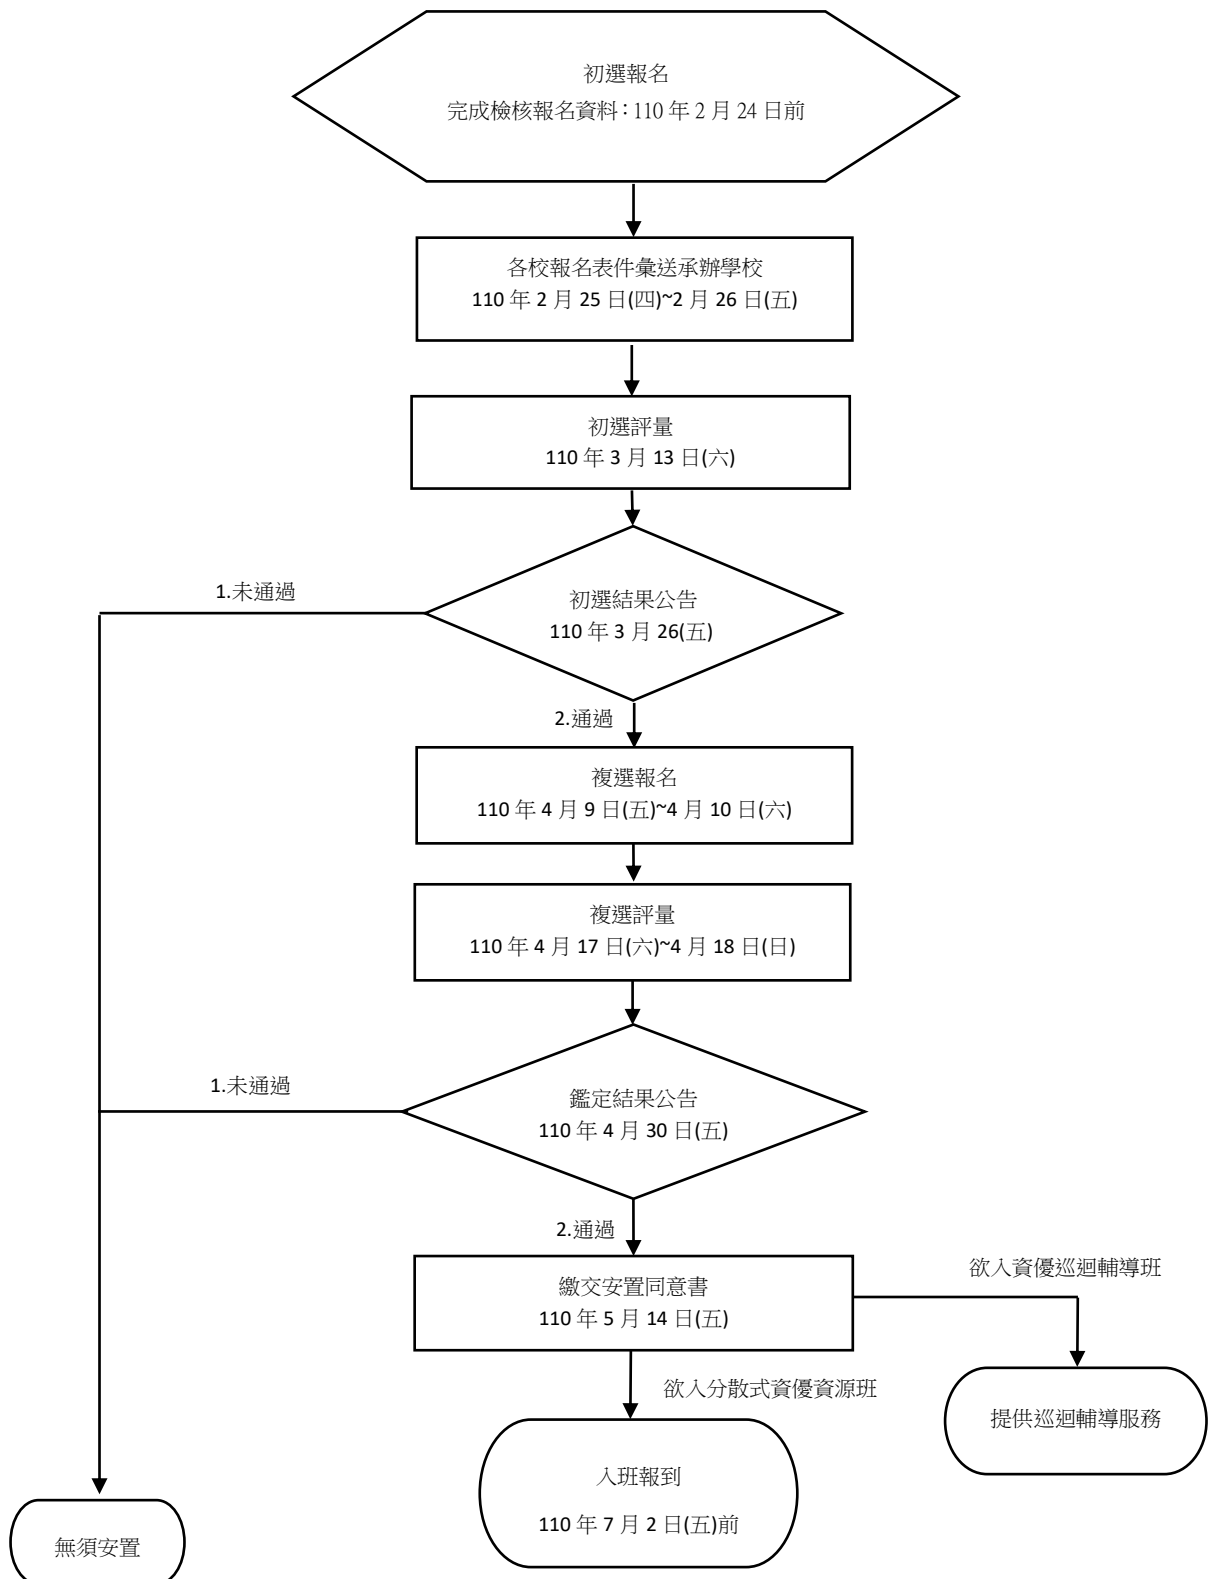 初選報名
完成檢核報名資料：110 年 2 月 24 日前
各校報名表件彙送承辦學校
110 年 2 月 25 日(四)~2 月 26 日(五)
初選評量
110 年 3 月 13 日(六)
1.未通過
初選結果公告
110 年 3 月 26(五)
2.通過
複選報名
110 年 4 月 9 日(五)~4 月 10 日(六)
複選評量
110 年 4 月 17 日(六)~4 月 18 日(日)
1.未通過
鑑定結果公告
110 年 4 月 30 日(五)
2.通過
繳交安置同意書
110 年 5 月 14 日(五)
欲入資優巡迴輔導班
欲入分散式資優資源班
提供巡迴輔導服務
入班報到
110 年 7 月 2 日(五)前
無須安置